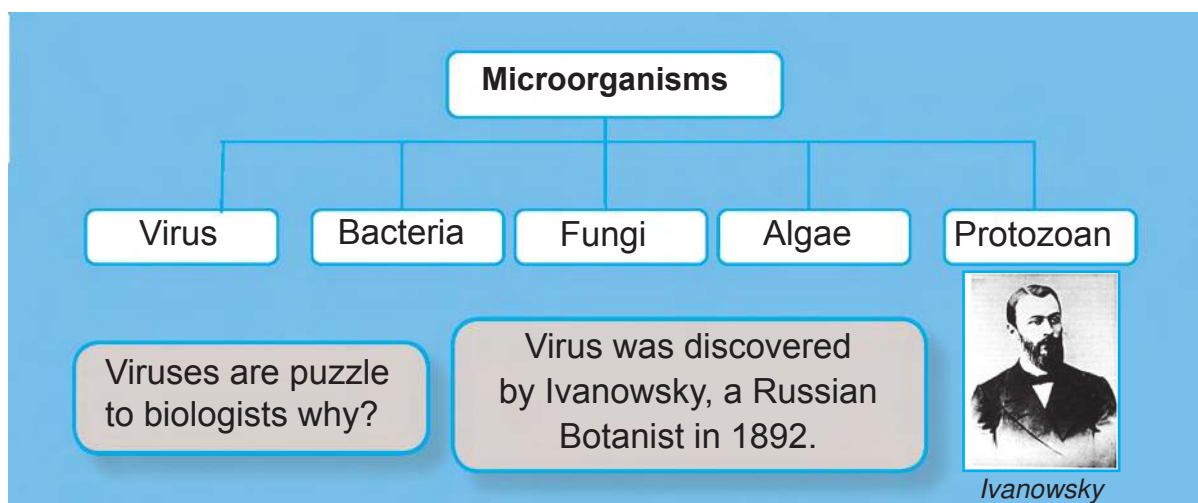 Microorganisms
Virus
Bacteria
Fungi
Algae
Protozoan
Viruses are puzzle
to biologists why?
Virus was discovered
by Ivanowsky, a Russian
Botanist in 1892.
Ivanowsky